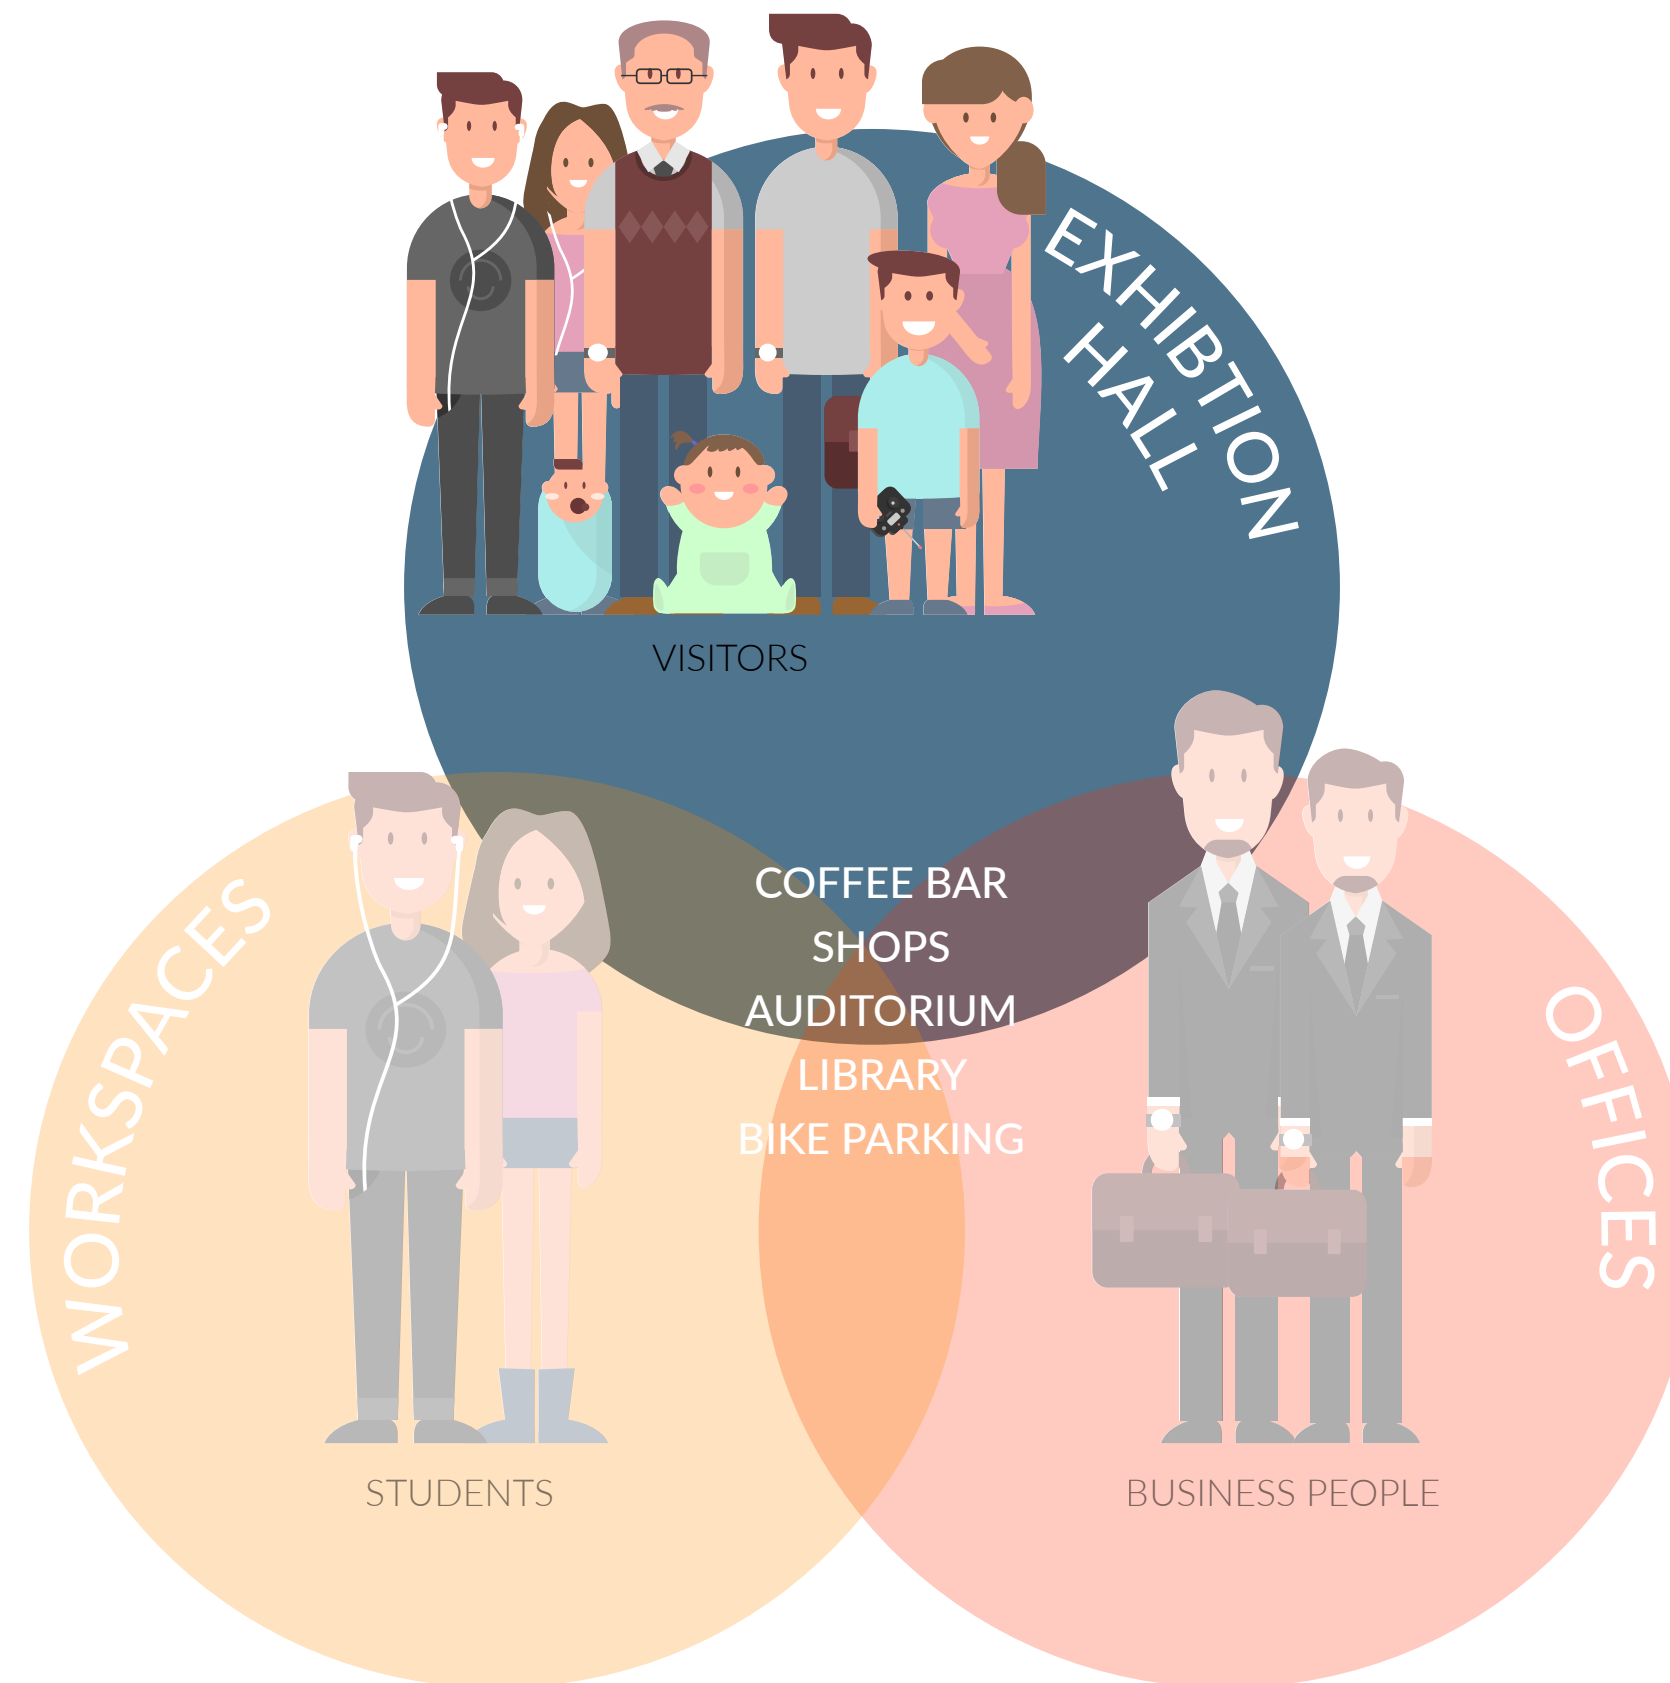 EXHIBTION
HALL
VISITORS
COFFEE BAR
SHOPS
AUDITORIUM
LIBRARY
BIKE PARKING
WORKSPACES
OFFICES
STUDENTS
BUSINESS PEOPLE